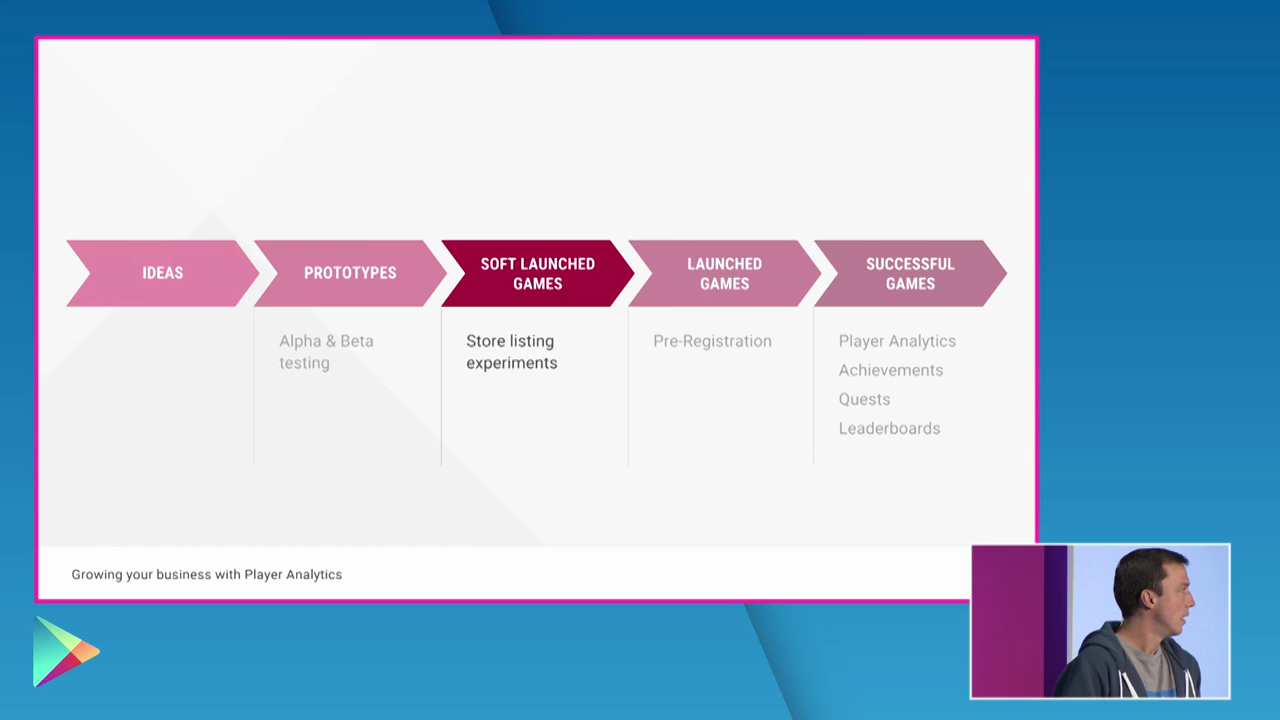 IDEAS
PROTOTYPES
SOFT LAUNCHED
GAMES
LAUNCHED
GAMES
SUCCESSFUL
GAMES
Alpha & Beta
testing
Store listing
experiments
Pre-Registration
Player Analytics
Achievements
Quests
Leaderboards
Growing your business with Player Analytics